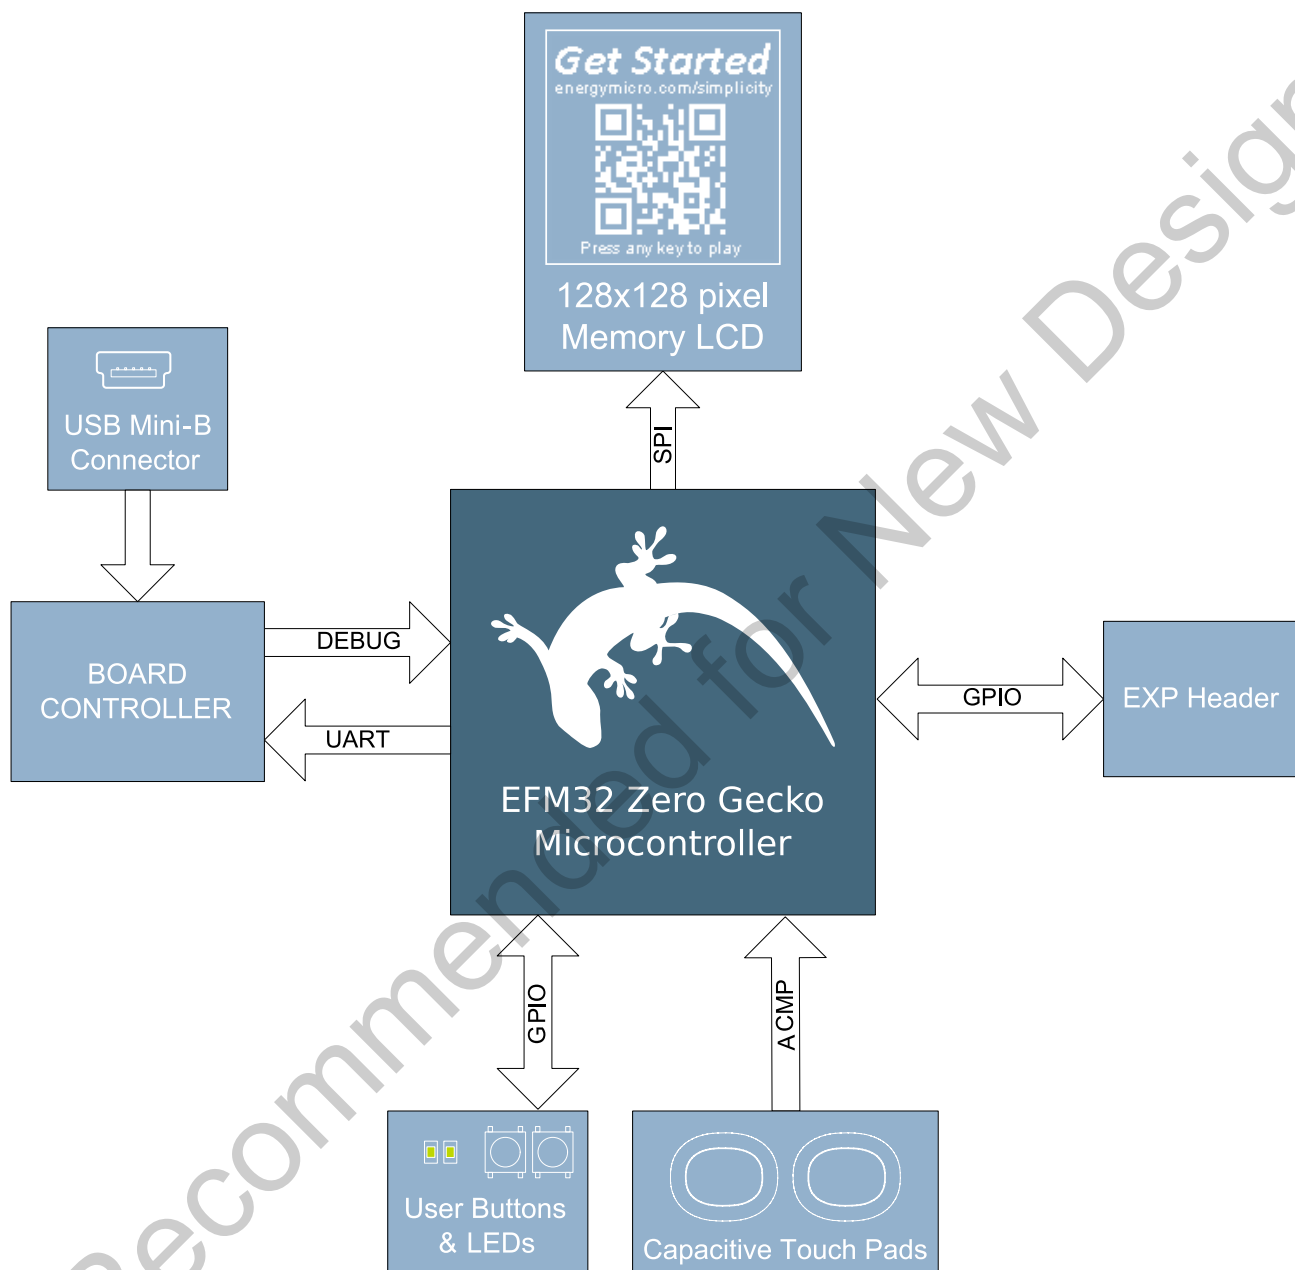 Get Started
energymicro.com/simplicity
Press any key to play
128x128 pixel
Memory LCD
USB Mini-B
Connector
SPI
BOARD
CONTROLLER
DEBUG
UART
EFM32 Zero Gecko
Microcontroller
GPIO
EXP Header
GPIO
ACMP
User Buttons
& LEDs
Capacitive Touch Pads
Recommended for New Design